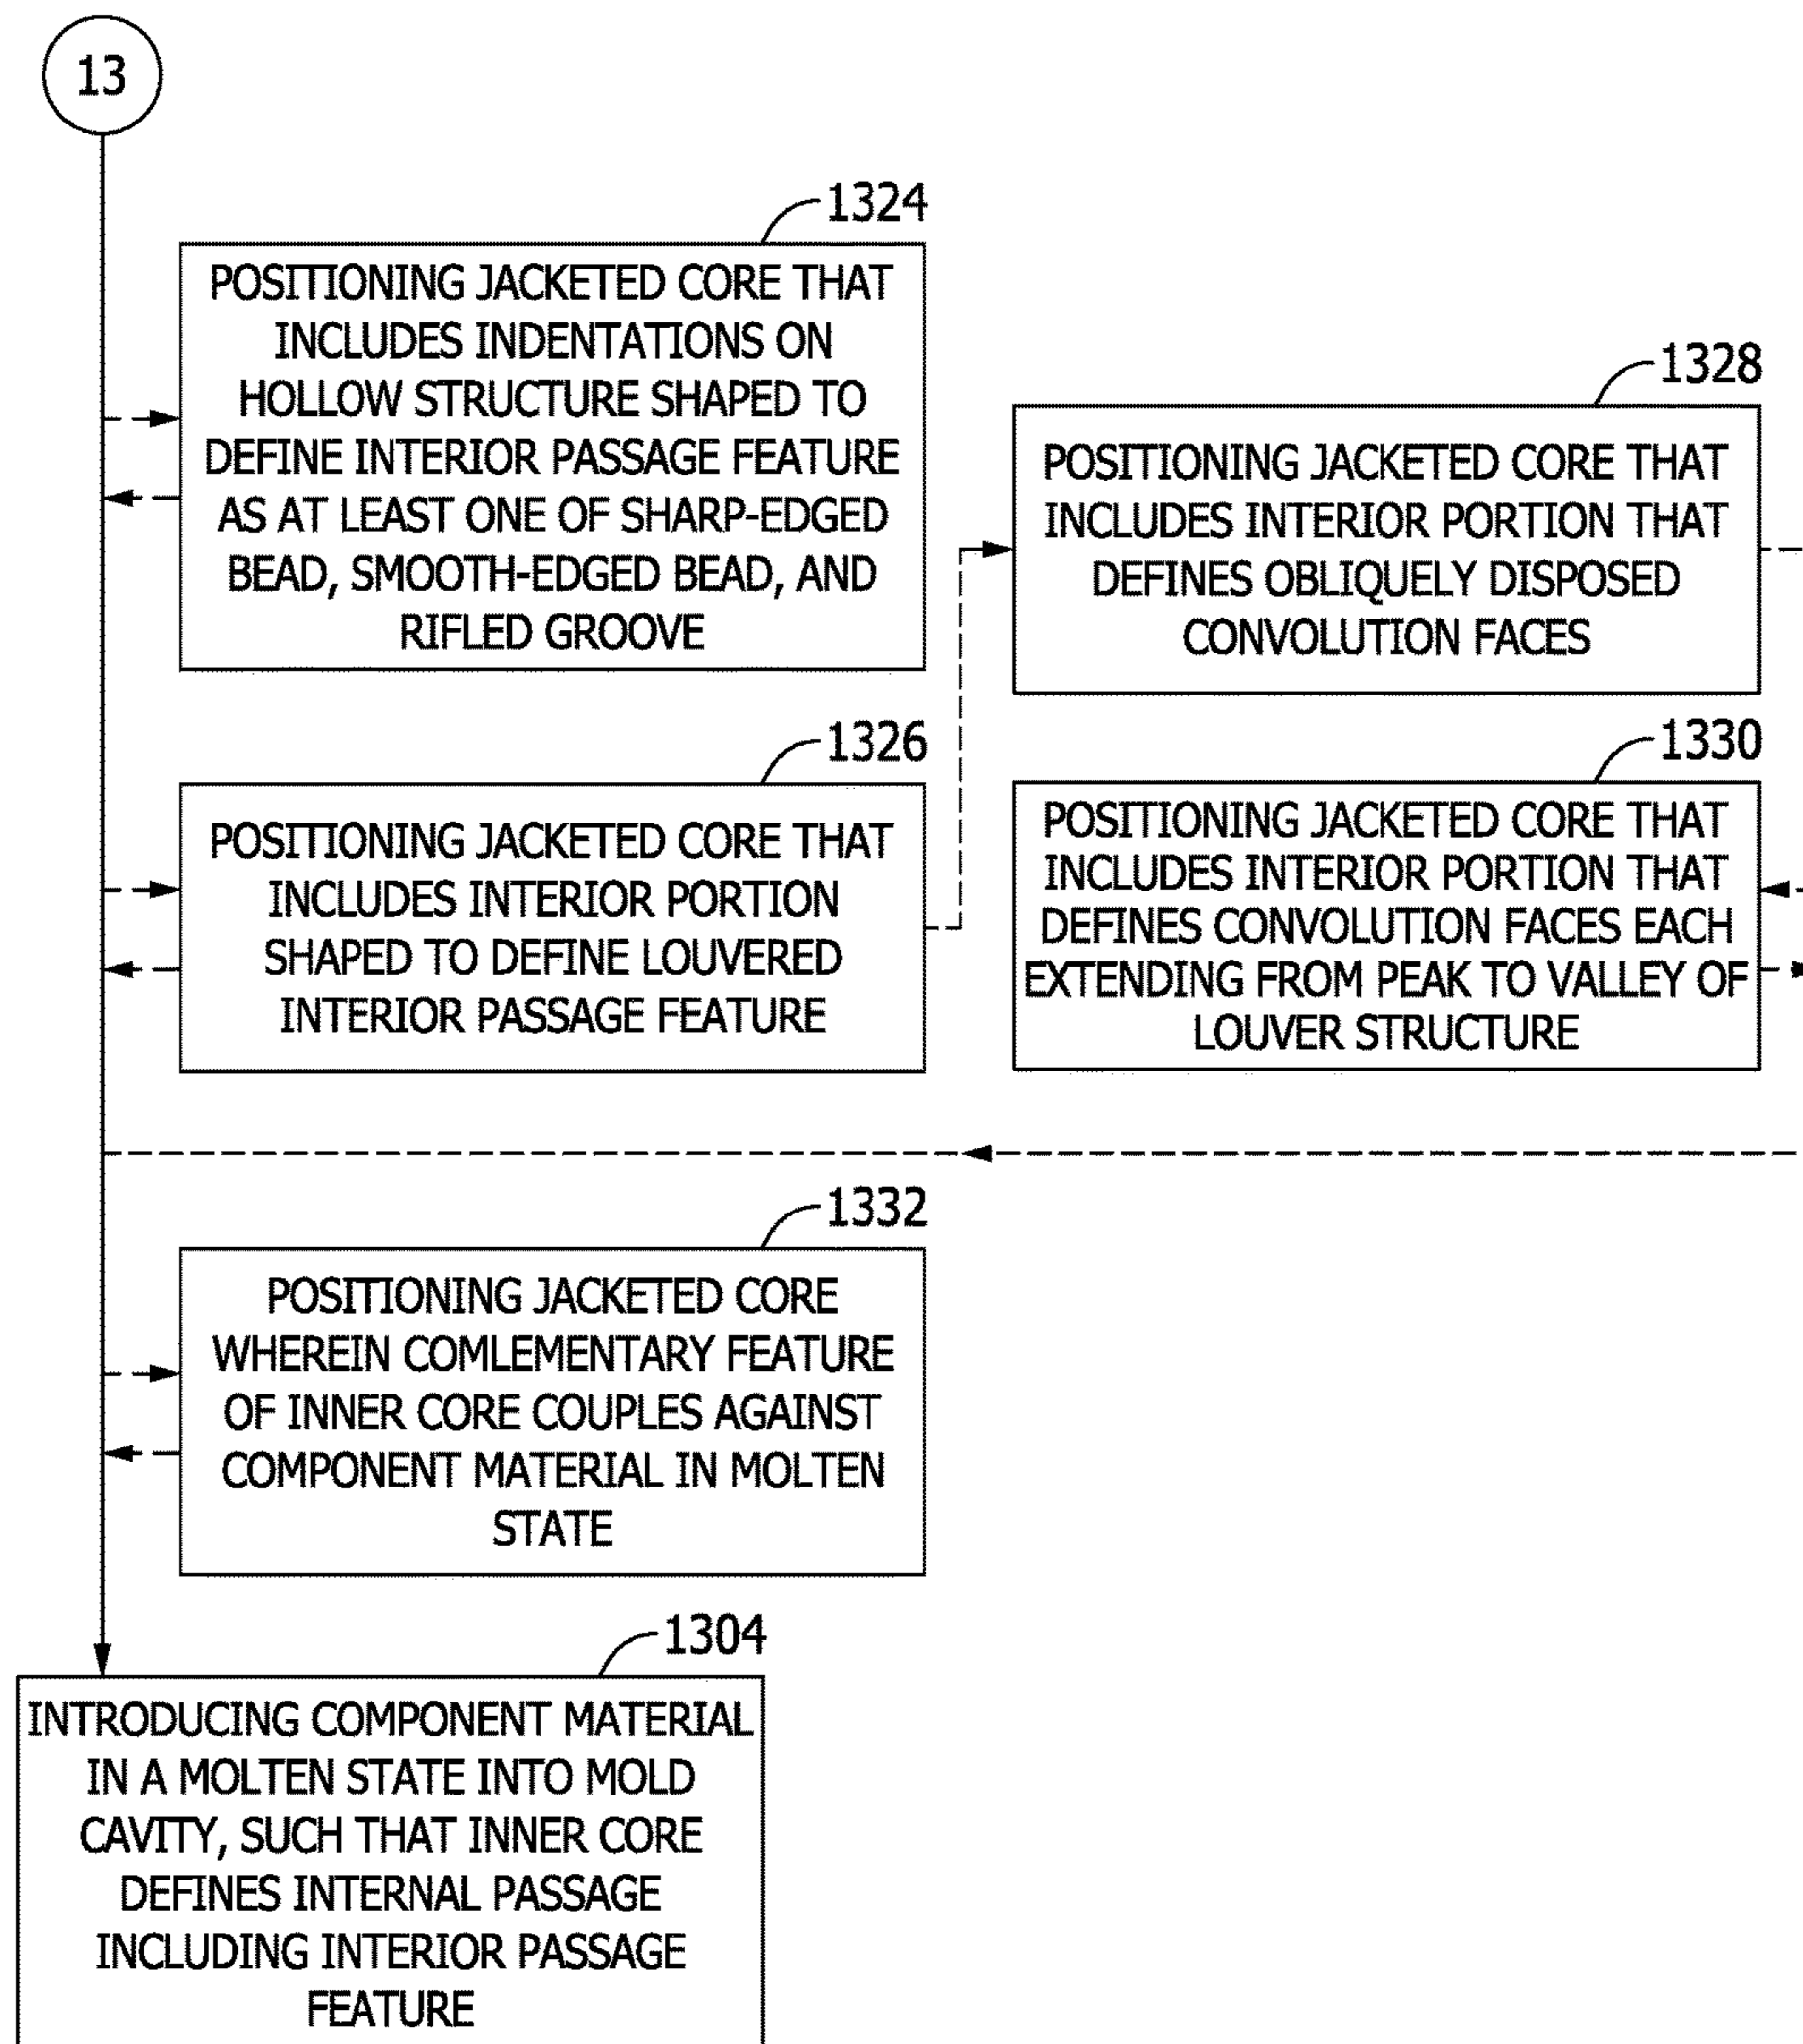 13
1324
POSITIONING JACKETED CORE THAT
INCLUDES INDENTATIONS ON
HOLLOW STRUCTURE SHAPED TO
DEFINE INTERIOR PASSAGE FEATURE
AS AT LEAST ONE OF SHARP-EDGED
BEAD, SMOOTH-EDGED BEAD, AND
RIFLED GROOVE
1328
POSITIONING JACKETED CORE THAT
INCLUDES INTERIOR PORTION THAT
DEFINES OBLIQUELY DISPOSED
CONVOLUTION FACES
1326
POSITIONING JACKETED CORE THAT
INCLUDES INTERIOR PORTION
SHAPED TO DEFINE LOUVERED
INTERIOR PASSAGE FEATURE
1330
POSITIONING JACKETED CORE THAT
INCLUDES INTERIOR PORTION THAT
DEFINES CONVOLUTION FACES EACH
EXTENDING FROM PEAK TO VALLEY OF
LOUVER STRUCTURE
1332
POSITIONING JACKETED CORE
WHEREIN COMLEMENTARY FEATURE
OF INNER CORE COUPLES AGAINST
COMPONENT MATERIAL IN MOLTEN
STATE
1304
INTRODUCING COMPONENT MATERIAL
IN A MOLTEN STATE INTO MOLD
CAVITY, SUCH THAT INNER CORE
DEFINES INTERNAL PASSAGE
INCLUDING INTERIOR PASSAGE
FEATURE